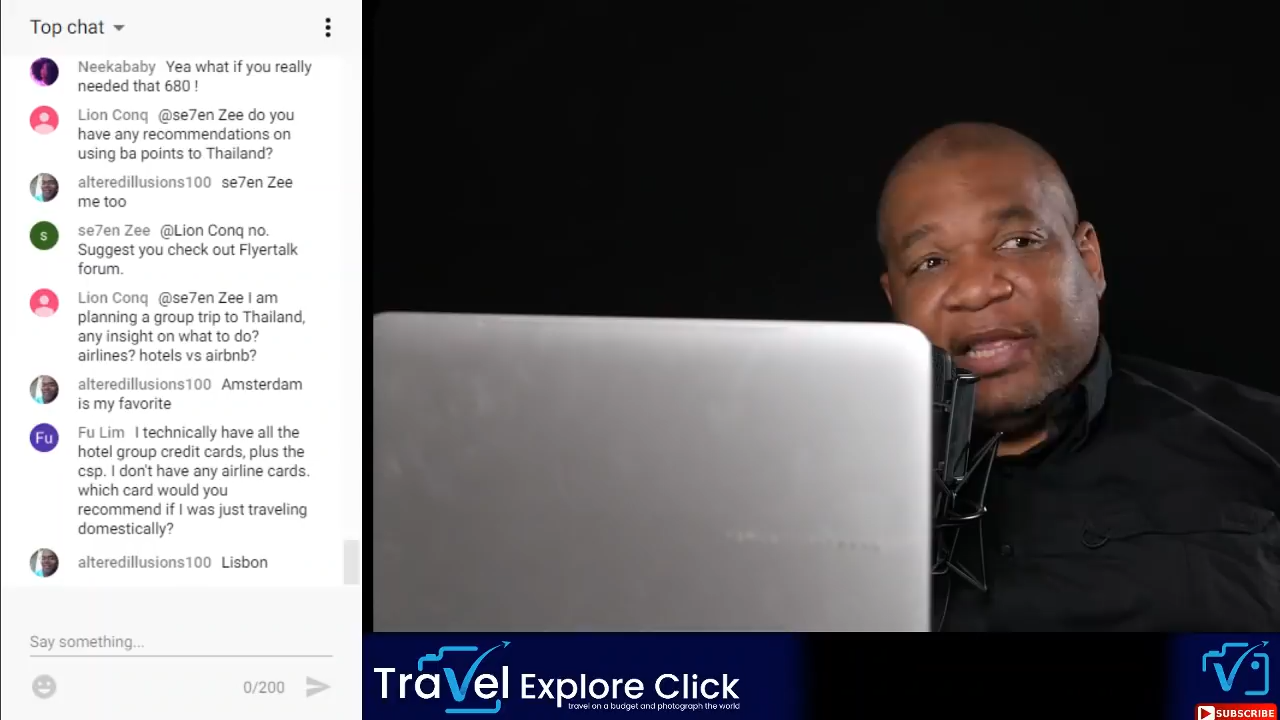 Top chat
Neekababy Yea what if you really
needed that 680 !
Lion Conq @se7en Zee do you
have any recommendations on
using ba points to Thailand?
alteredillusions100 se7en Zee
me too
s
se7en Zee @Lion Conq no.
Suggest you check out Flyertalk
forum.
Lion Conq @se7en Zee I am
planning a group trip to Thailand,
any insight on what to do?
airlines? hotels vs airbnb?
alteredillusions100 Amsterdam
is my favorite
Fu
Fu Lim I technically have all the
hotel group credit cards, plus the
csp. I don't have any airline cards.
which card would you
recommend if I was just traveling
domestically?
alteredillusions100 Lisbon
Say something...
0/200
Travel Explore Click
travel on a budget and photograph the world
SUBSCRIBE